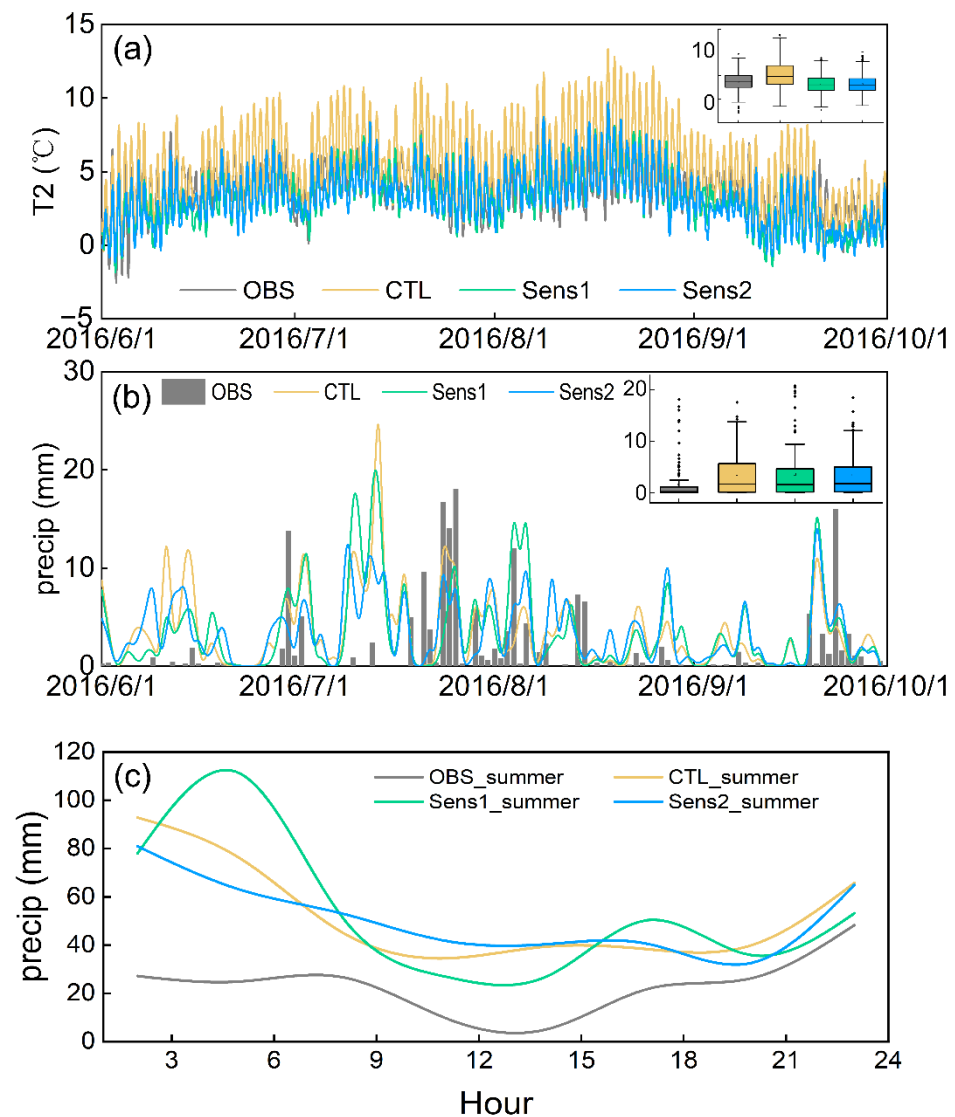 (a)
15
10
5
0
−5
T2 (℃)
10
0
OBS CTL Sens1 Sens2
2016/6/1 2016/7/1 2016/8/1 2016/9/1 2016/10/1
(b)
30
20
10
0
precip (mm)
OBS CTL Sens1 Sens2
20
10
0
2016/6/1 2016/7/1 2016/8/1 2016/9/1 2016/10/1
(c)
120
100
80
60
40
20
0
precip (mm)
OBS_summer CTL_summer
Sens1_summer Sens2_summer
3 6 9 12 15 18 21 24
Hour